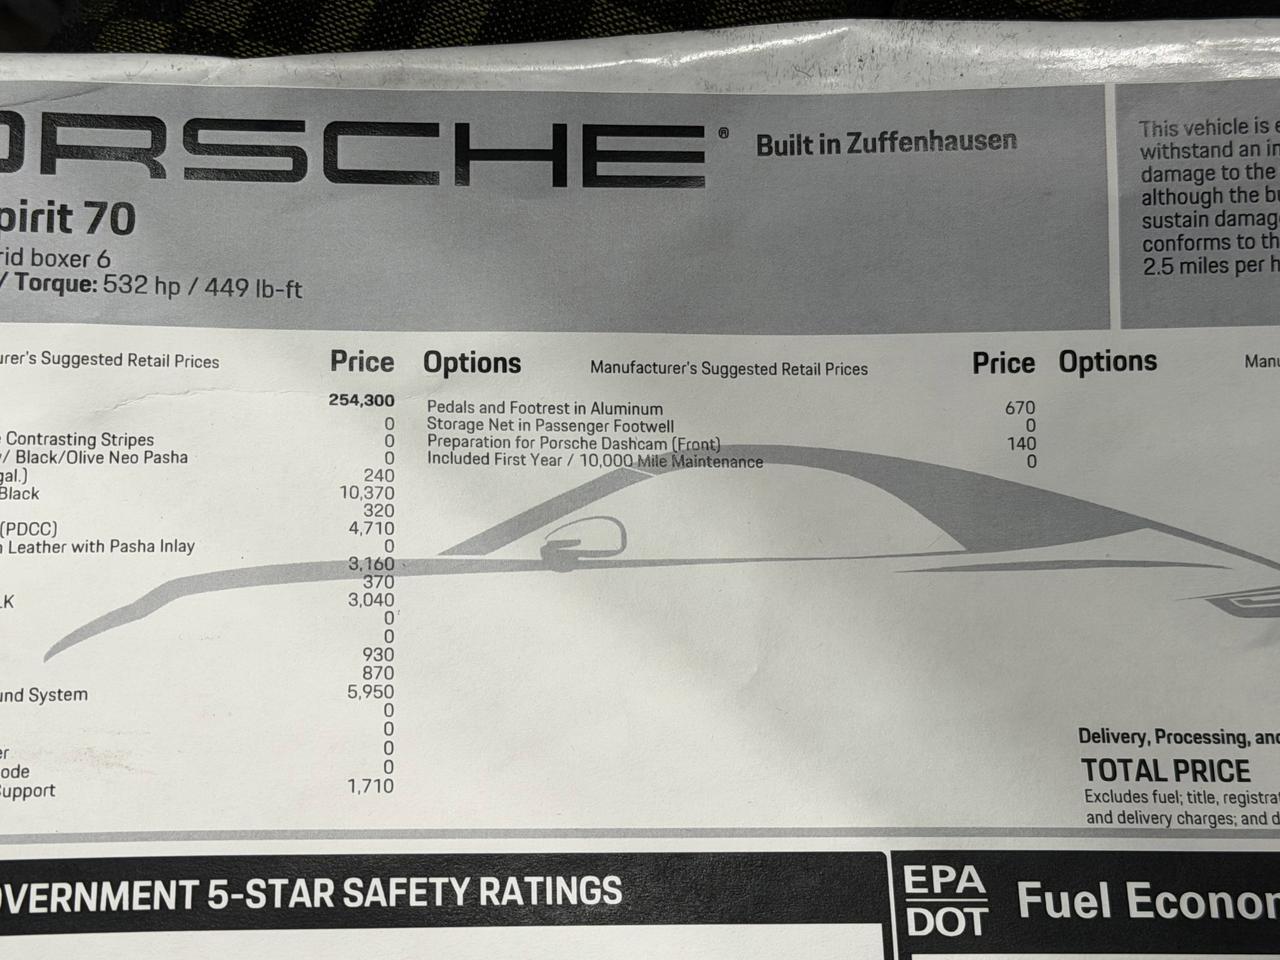 ORSCHE® Built in Zuffenhausen
pirit 70
rid boxer 6
/ Torque: 532 hp / 449 lb-ft
This vehicle is e
withstand an in
damage to the
although the bu
sustain damag
conforms to th
2.5 miles per h
urer's Suggested Retail Prices Price
254,300
0
e Contrasting Stripes 0
/ Black/Olive Neo Pasha 0
gal.) 240
Black 10,370
320
(PDCC) 4,710
n Leather with Pasha Inlay 0
3,160
370
LK 3,040
0
0
930
870
und System 5,950
0
0
er 0
ode 0
Support 1,710
Options Manufacturer's Suggested Retail Prices Price
Pedals and Footrest in Aluminum 670
Storage Net in Passenger Footwell 0
Preparation for Porsche Dashcam (Front) 140
Included First Year / 10,000 Mile Maintenance 0
Options Manu
Delivery, Processing, and
TOTAL PRICE
Excludes fuel; title, registrat
and delivery charges; and d
OVERNMENT 5-STAR SAFETY RATINGS
EPA
DOT
Fuel Econom